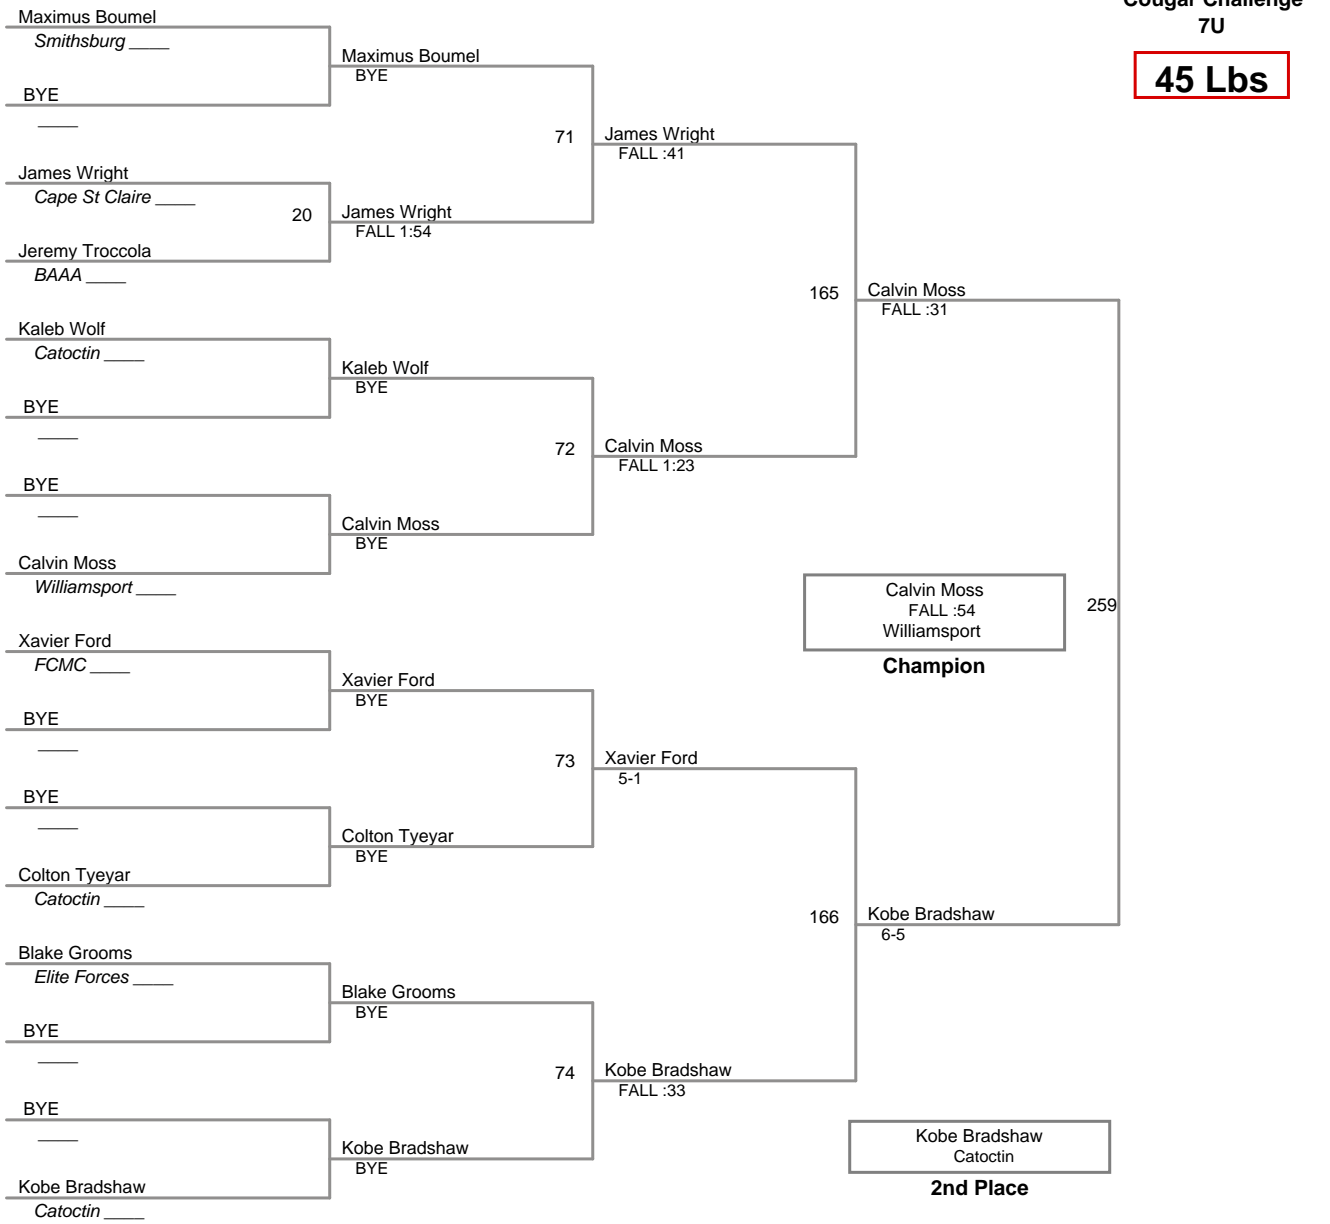 Cougar Challenge
7U
45 Lbs
Maximus Boumel
Smithsburg ____
BYE
____
James Wright
Cape St Claire ____
Jeremy Troccola
BAAA ____
Kaleb Wolf
Catoctin ____
BYE
____
BYE
____
Calvin Moss
Williamsport ____
Xavier Ford
FCMC ____
BYE
____
BYE
____
Colton Tyeyar
Catoctin ____
Blake Grooms
Elite Forces ____
BYE
____
BYE
____
Kobe Bradshaw
Catoctin ____
Maximus Boumel
BYE
20
James Wright
FALL 1:54
Kaleb Wolf
BYE
Calvin Moss
BYE
Xavier Ford
BYE
Colton Tyeyar
BYE
Blake Grooms
BYE
Kobe Bradshaw
BYE
71
James Wright
FALL :41
72
Calvin Moss
FALL 1:23
73
Xavier Ford
5-1
74
Kobe Bradshaw
FALL :33
165
Calvin Moss
FALL :31
166
Kobe Bradshaw
6-5
259
Calvin Moss
FALL :54
Williamsport
Champion
Kobe Bradshaw
Catoctin
2nd Place